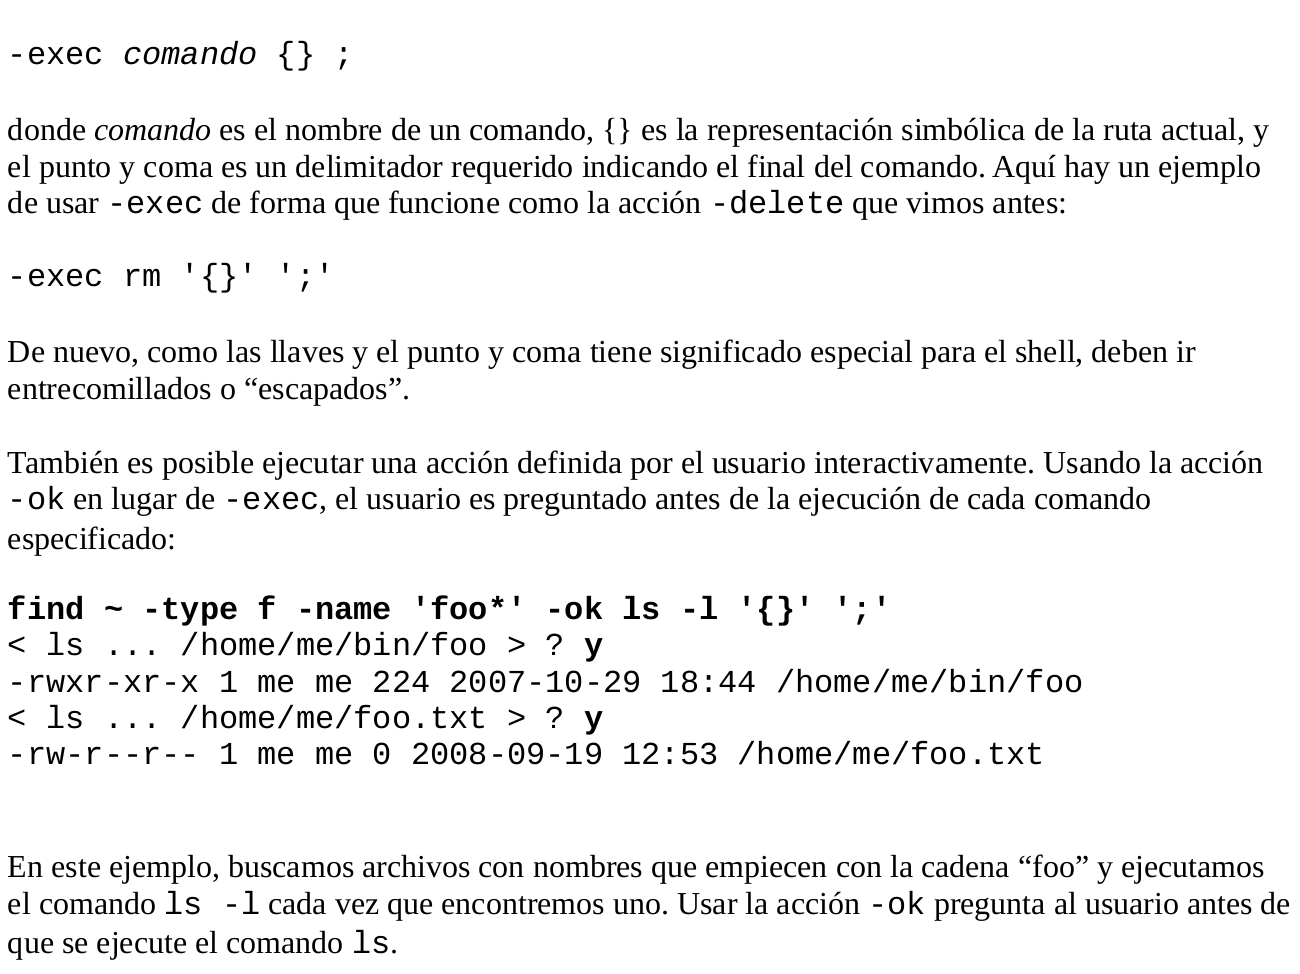 -exec comando {} ;
donde comando es el nombre de un comando, {} es la representación simbólica de la ruta actual, y
el punto y coma es un delimitador requerido indicando el final del comando. Aquí hay un ejemplo
de usar -exec de forma que funcione como la acción -delete que vimos antes:
-exec rm '{}' ';'
De nuevo, como las llaves y el punto y coma tiene significado especial para el shell, deben ir
entrecomillados o “escapados”.
También es posible ejecutar una acción definida por el usuario interactivamente. Usando la acción
-ok en lugar de -exec, el usuario es preguntado antes de la ejecución de cada comando
especificado:
find ~ -type f -name 'foo*' -ok ls -l '{}' ';'
< ls ... /home/me/bin/foo > ? y
-rwxr-xr-x 1 me me 224 2007-10-29 18:44 /home/me/bin/foo
< ls ... /home/me/foo.txt > ? y
-rw-r--r-- 1 me me 0 2008-09-19 12:53 /home/me/foo.txt
En este ejemplo, buscamos archivos con nombres que empiecen con la cadena “foo” y ejecutamos
el comando ls -l cada vez que encontremos uno. Usar la acción -ok pregunta al usuario antes de
que se ejecute el comando ls.